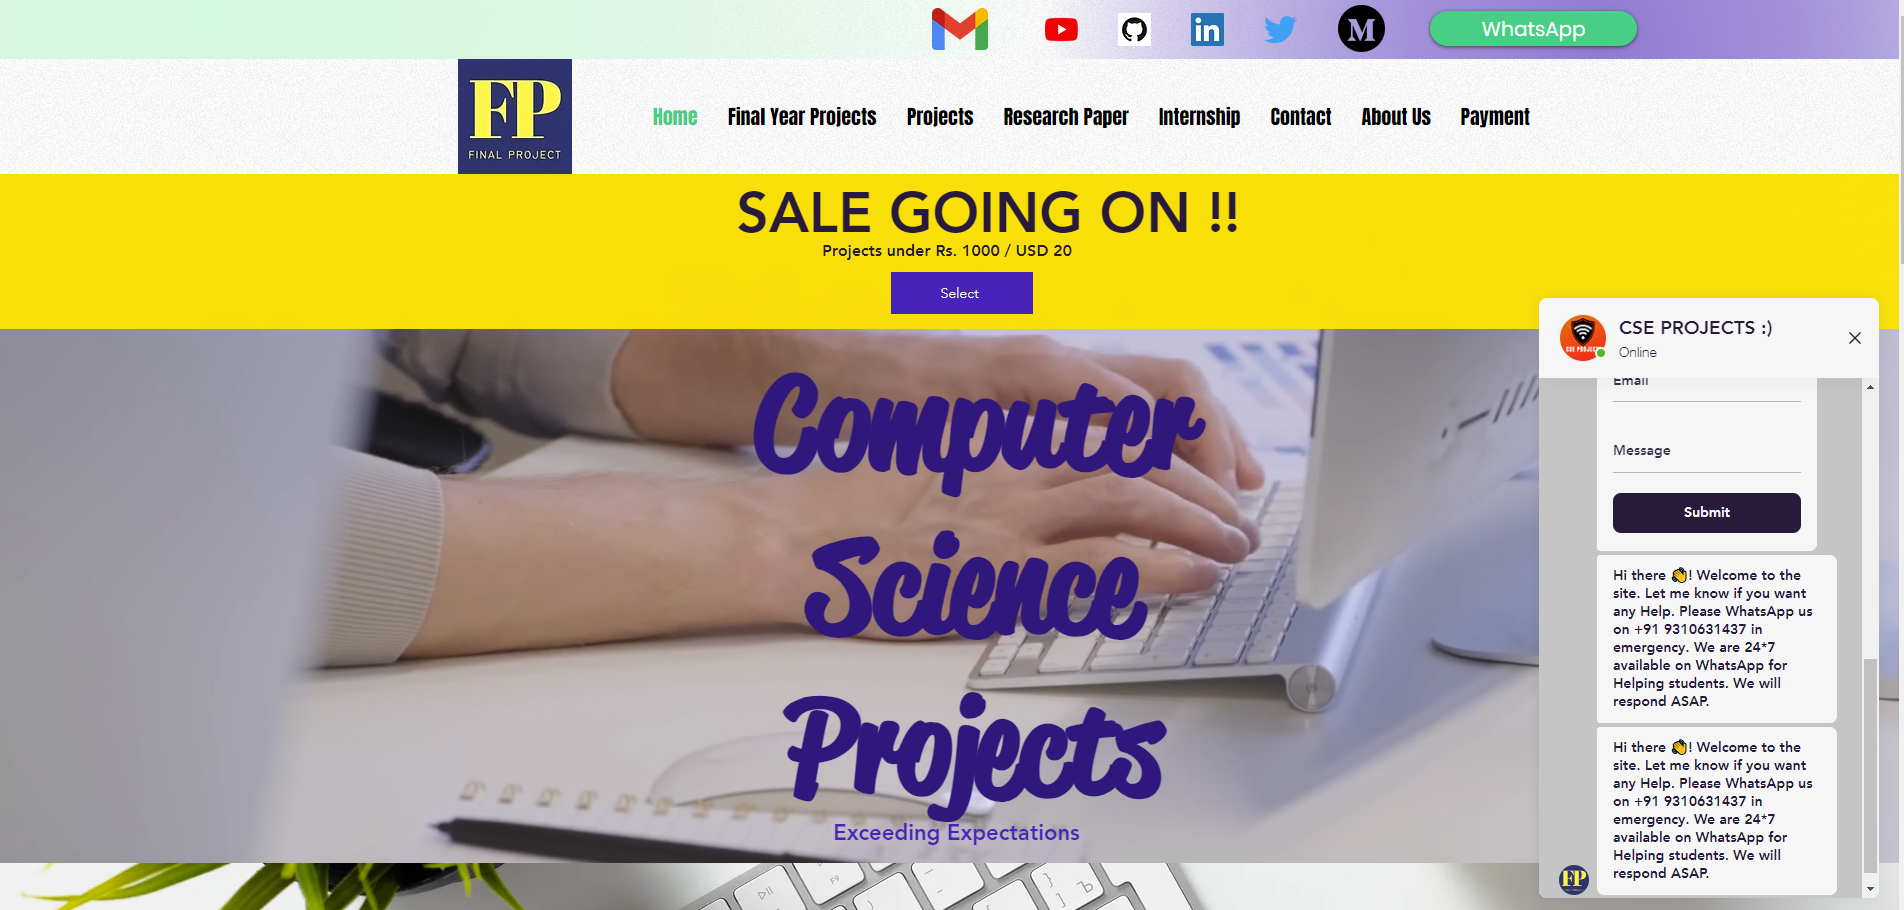 M
in
WhatsApp
FP
FINAL PROJECT
Home Final Year Projects Projects Research Paper Internship Contact About Us Payment
SALE GOING ON !!
Projects under Rs. 1000 / USD 20
Select
Computer
Science
Projects
Exceeding Expectations
CSE PROJECTS :)
Online
Email
Message
Submit
Hi there 👏! Welcome to the
site. Let me know if you want
any Help. Please WhatsApp us
on +91 9310631437 in
emergency. We are 24*7
available on WhatsApp for
Helping students. We will
respond ASAP.
Hi there 👏! Welcome to the
site. Let me know if you want
any Help. Please WhatsApp us
on +91 9310631437 in
emergency. We are 24*7
available on WhatsApp for
Helping students. We will
respond ASAP.
FP
F9